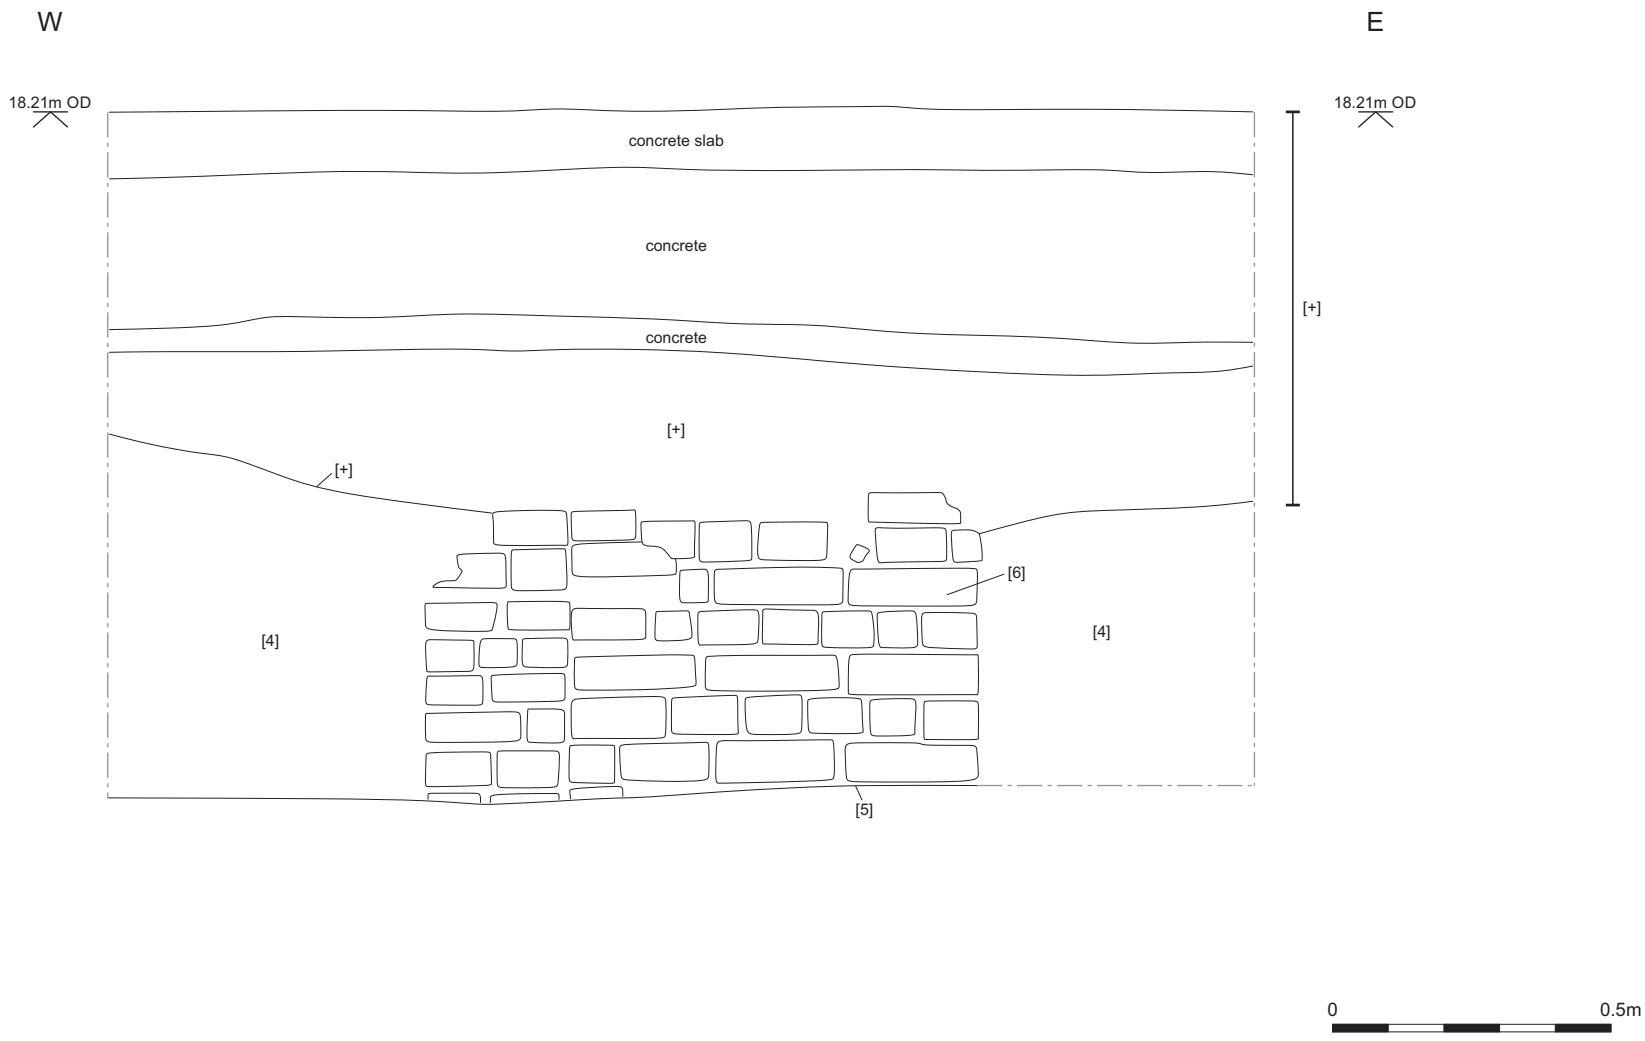 W
E
18.21m OD
18.21m OD
concrete slab
concrete
[+]
concrete
[+]
[+]
[6]
[4]
[4]
[5]
0
0.5m